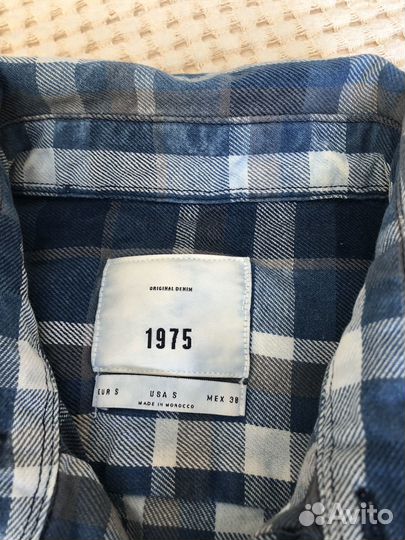 ORIGINAL DENIM
1975
EUR S USA S MEX 38
MADE IN MOROCCO
Avito